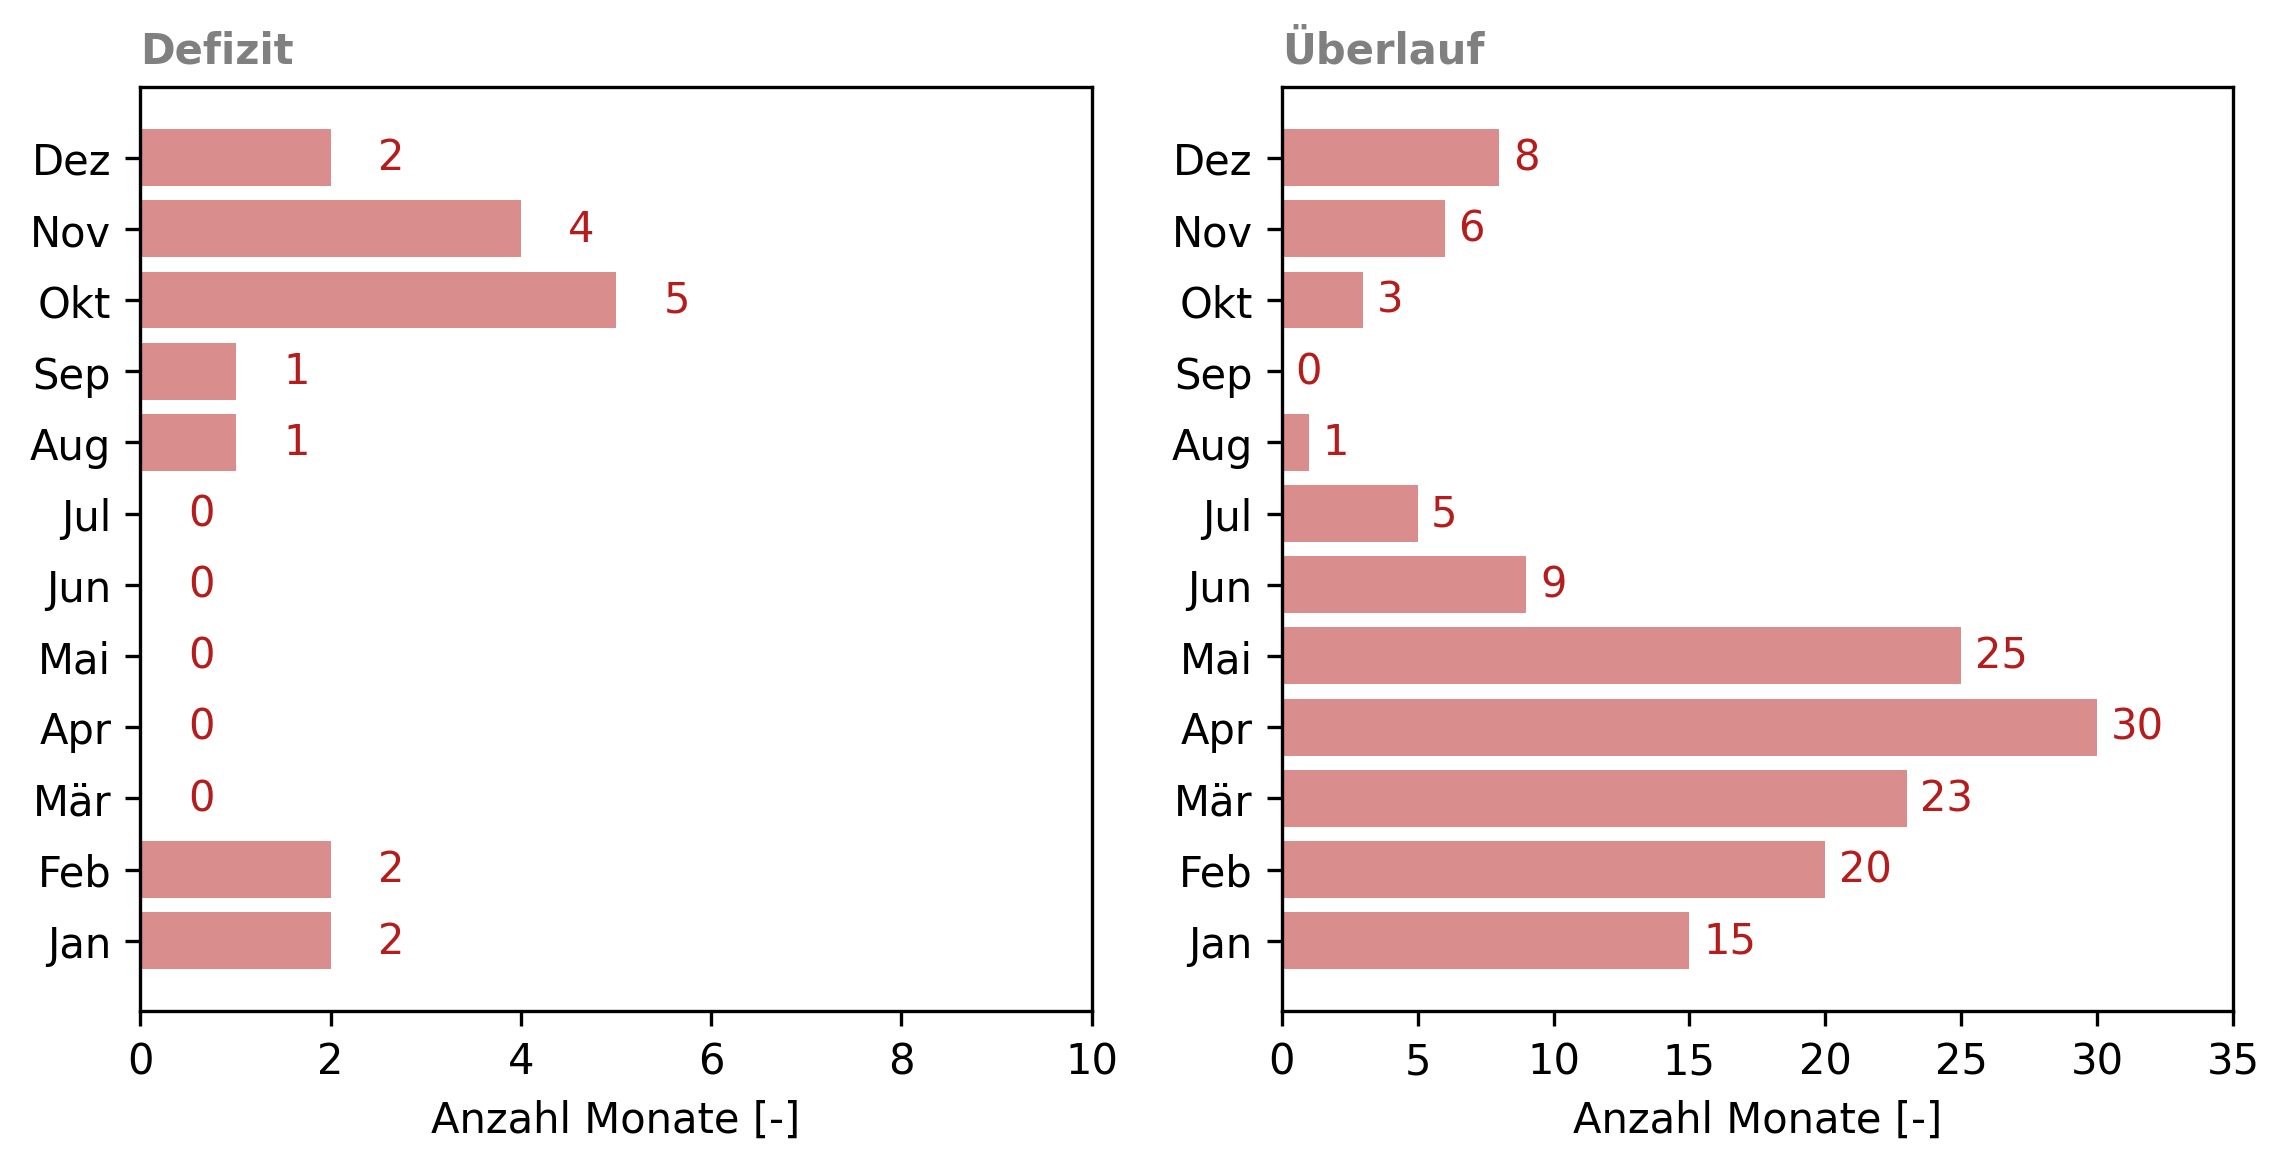 Defizit
Dez 2
Nov 4
Okt 5
Sep 1
Aug 1
Jul 0
Jun 0
Mai 0
Apr 0
Mär 0
Feb 2
Jan 2
0 2 4 6 8 10
Anzahl Monate [-]
Überlauf
Dez 8
Nov 6
Okt 3
Sep 0
Aug 1
Jul 5
Jun 9
Mai 25
Apr 30
Mär 23
Feb 20
Jan 15
0 5 10 15 20 25 30 35
Anzahl Monate [-]